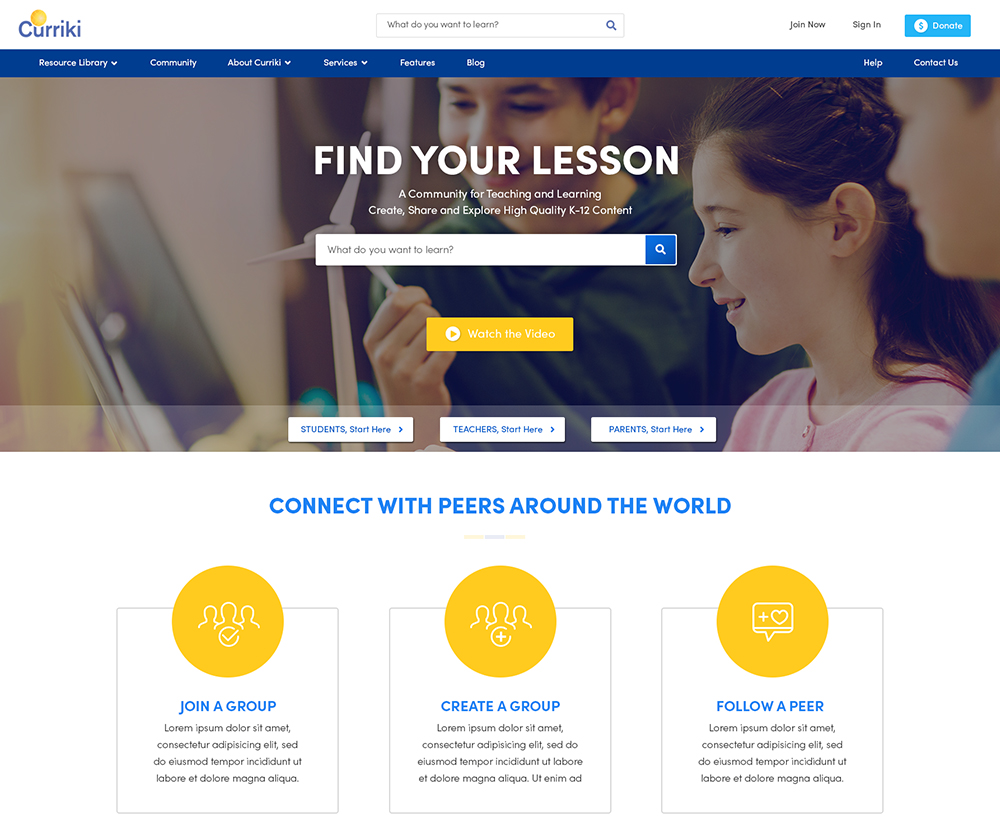 Curriki
What do you want to learn?
Join Now
Sign In
$ Donate
Resource Library
Community
About Curriki
Services
Features
Blog
Help
Contact Us
FIND YOUR LESSON
A Community for Teaching and Learning
Create, Share and Explore High Quality K-12 Content
What do you want to learn?
Watch the Video
STUDENTS, Start Here
TEACHERS, Start Here
PARENTS, Start Here
CONNECT WITH PEERS AROUND THE WORLD
JOIN A GROUP
Lorem ipsum dolor sit amet,
consectetur adipisicing elit, sed
do eiusmod tempor incididunt ut
labore et dolore magna aliqua.
CREATE A GROUP
Lorem ipsum dolor sit amet,
consectetur adipisicing elit, sed do
eiusmod tempor incididunt ut labore
et dolore magna aliqua. Ut enim ad
FOLLOW A PEER
Lorem ipsum dolor sit amet,
consectetur adipisicing elit, sed
do eiusmod tempor incididunt ut
labore et dolore magna aliqua.